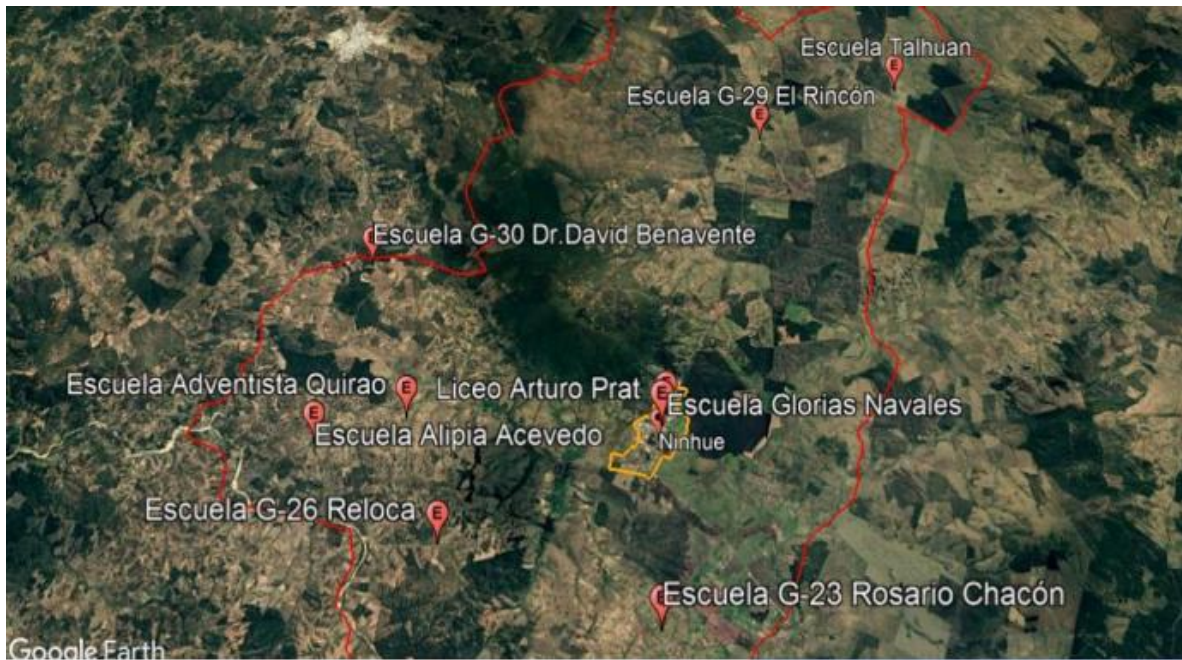 Escuela Talhuan
E
Escuela G-29 El Rincón
E
Escuela G-30 Dr.David Benavente
Escuela Adventista Quirao
E
Liceo Arturo Prat
E
Escuela Glorias Navales
E
Escuela Alipia Acevedo
Ninhue
Escuela G-26 Reloca
E
Escuela G-23 Rosario Chacón
Google Earth